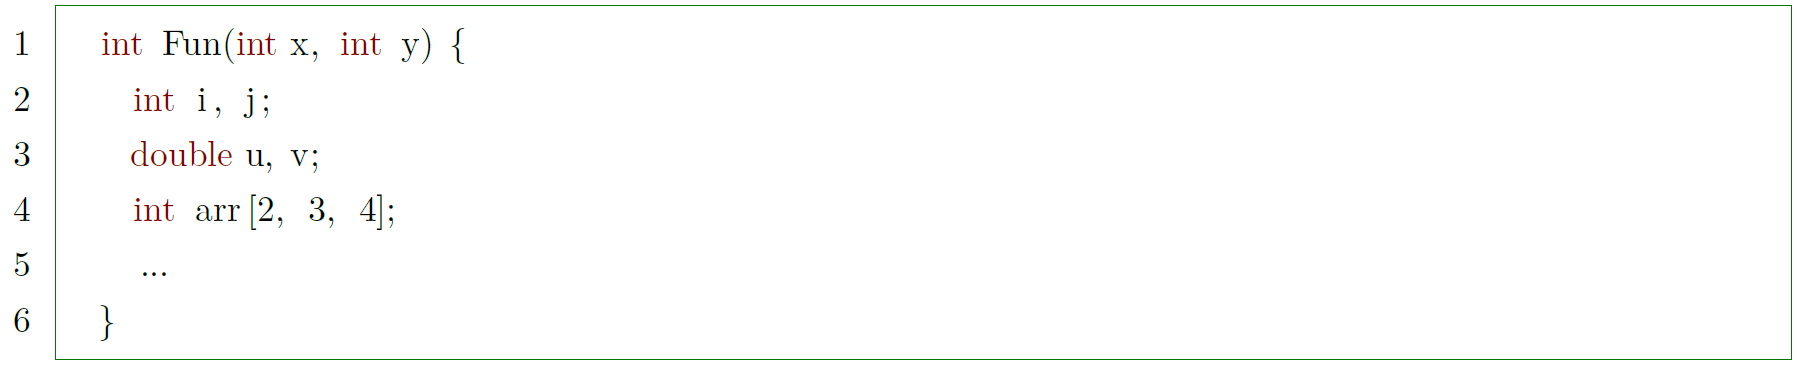 1 int Fun(int x, int y) {
2 int i, j;
3 double u, v;
4 int arr[2, 3, 4];
5 ...
6 }